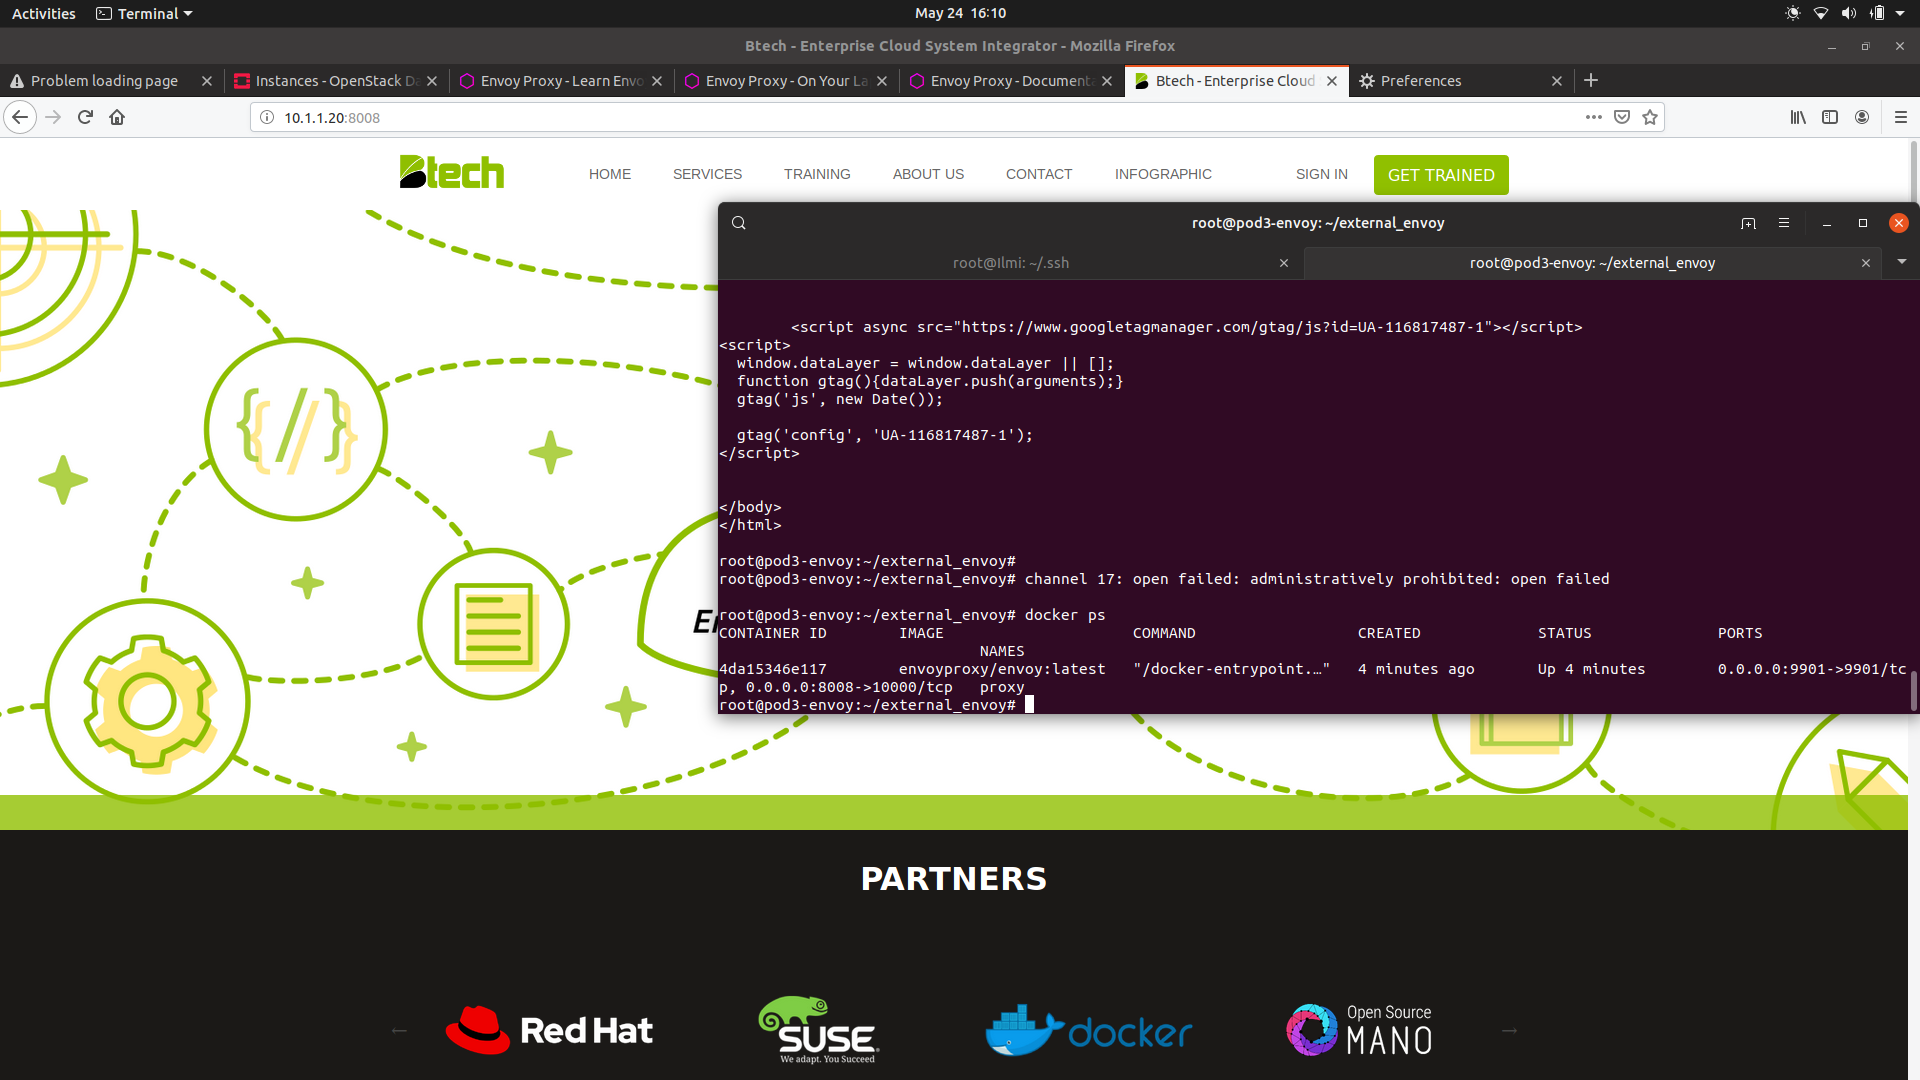 Activities
Terminal
May 24 16:10
Btech - Enterprise Cloud System Integrator - Mozilla Firefox
Problem loading page
Instances - OpenStack Da
Envoy Proxy - Learn Envo
Envoy Proxy - On Your La
Envoy Proxy - Documenta
Btech - Enterprise Cloud
Preferences
10.1.1.20:8008
Btech
HOME
SERVICES
TRAINING
ABOUT US
CONTACT
INFOGRAPHIC
SIGN IN
GET TRAINED
root@pod3-envoy: ~/external_envoy
root@Ilmi: ~/.ssh
root@pod3-envoy: ~/external_envoy
<script async src="https://www.googletagmanager.com/gtag/js?id=UA-116817487-1"></script>
<script>
window.dataLayer = window.dataLayer || [];
function gtag(){dataLayer.push(arguments);}
gtag('js', new Date());
gtag('config', 'UA-116817487-1');
</script>
</body>
</html>
root@pod3-envoy:~/external_envoy#
root@pod3-envoy:~/external_envoy# channel 17: open failed: administratively prohibited: open failed
root@pod3-envoy:~/external_envoy# docker ps
CONTAINER ID IMAGE COMMAND CREATED STATUS PORTS
NAMES
4da15346e117 envoyproxy/envoy:latest "/docker-entrypoint.…" 4 minutes ago Up 4 minutes 0.0.0.0:9901->9901/tc
p, 0.0.0.0:8008->10000/tcp proxy
root@pod3-envoy:~/external_envoy#
PARTNERS
Red Hat
SUSE
We adapt. You Succeed
docker
Open Source
MANO